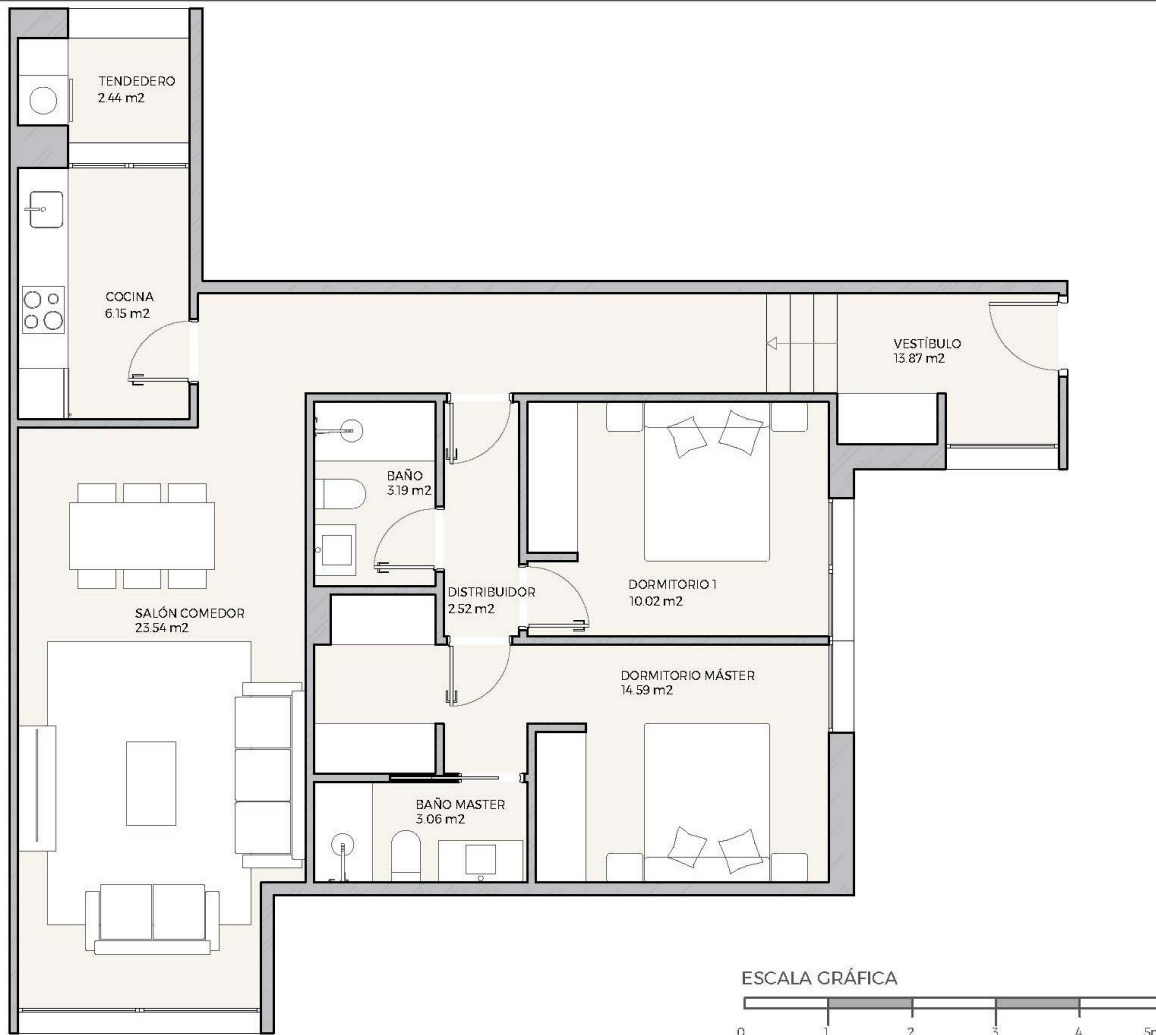 TENDEDERO
2.44 m2
COCINA
6.15 m2
VESTÍBULO
13.87 m2
BAÑO
3.19 m2
DISTRIBUIDOR
2.52 m2
DORMITORIO 1
10.02 m2
SALÓN COMEDOR
23.54 m2
DORMITORIO MÁSTER
14.59 m2
BAÑO MASTER
3.06 m2
ESCALA GRÁFICA
0 1 2 3 4